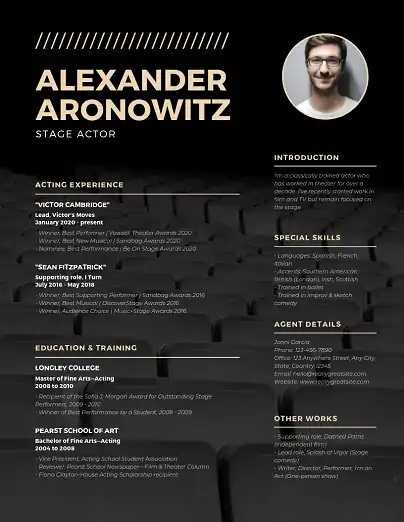 ALEXANDER
ARONOWITZ
STAGE ACTOR
ACTING EXPERIENCE
"VICTOR CAMBRIDGE"
Lead, Victor's Moves
January 2020 - present
- Winner, Best Performer | Vowsell Theater Awards 2020
- Winner, Best New Musical | Sandbag Awards 2020
- Nominee, Best Performance | Be On Stage Awards 2020
"SEAN FITZPATRICK"
Supporting role, I Turn
July 2016 - May 2018
- Winner, Best Supporting Performer | Sandbag Awards 2016
- Winner, Best Musical | DiscoverStage Awards 2016
- Winner, Audience Choice | Music+Stage Awards 2016
EDUCATION & TRAINING
LONGLEY COLLEGE
Master of Fine Arts—Acting
2008 to 2010
- Recipient of the Sofia J. Morgan Award for Outstanding Stage
Performers, 2009 - 2010
- Winner of Best Performance by a Student, 2008 - 2009
PEARST SCHOOL OF ART
Bachelor of Fine Arts—Acting
2004 to 2008
- Vice President, Acting School Student Association
- Reviewer, Pearst School Newspaper—Film & Theater Column
- Fiona Clayton-House Acting Scholarship recipient
INTRODUCTION
"I'm a classically trained actor who
has worked in theater for over a
decade. I've recently started work in
film and TV but remain focused on
the stage.
SPECIAL SKILLS
- Languages: Spanish, French,
Italian.
- Accents: Southern American,
British (London), Irish, Scottish
- Trained in ballet
- Trained in improv & sketch
comedy
AGENT DETAILS
Jonni Garcia
Phone: 123-456-7890
Office: 123 Anywhere Street, Any City,
State, Country 12345
Email: hello@reallygreatsite.com
Website: www.reallygreatsite.com
OTHER WORKS
- Supporting role, Dashed Paths
(Independent film)
- Lead role, Splash of Vigor (Stage
comedy)
- Writer, Director, Performer, I'm an
Act (One-person show)